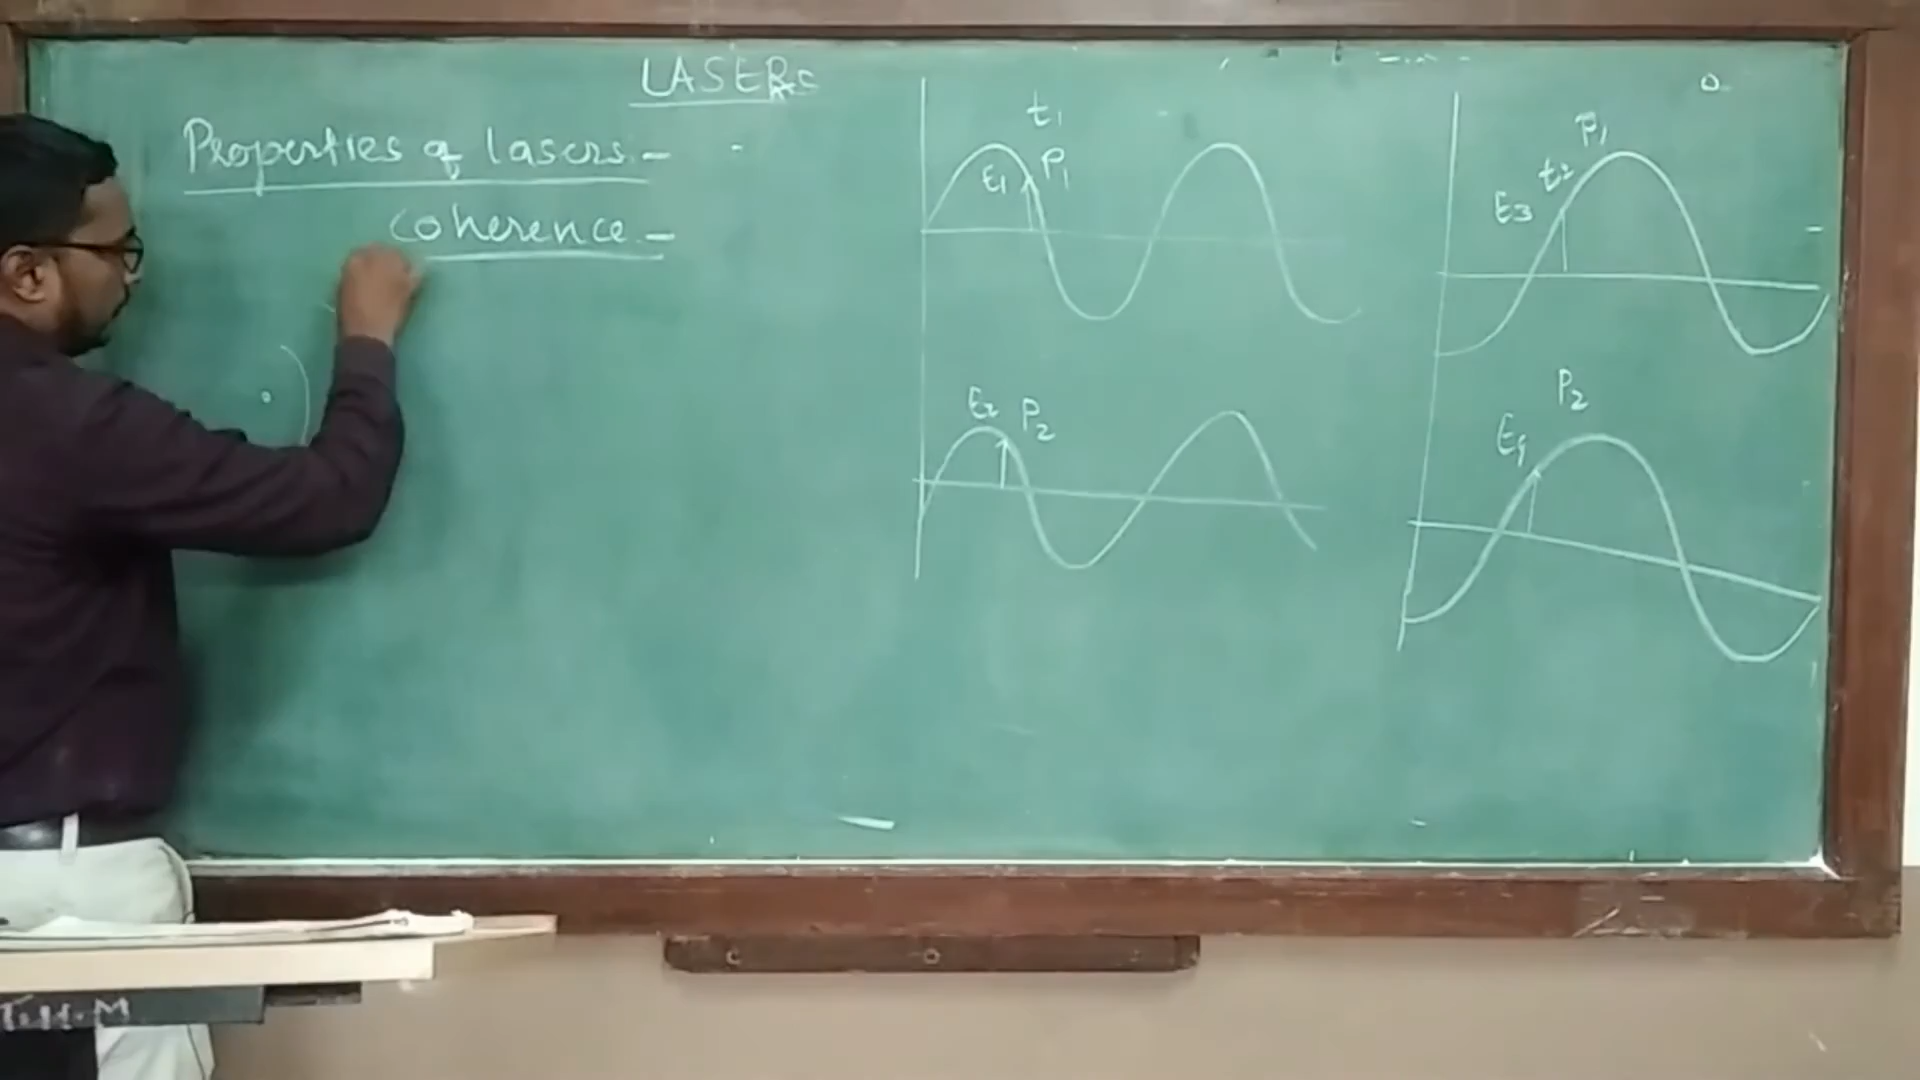 LASERs
Properties of lasers -
coherence -
t1
E1 P1
E2 P2
P1
t2
E3
P2
E4
T.H.M